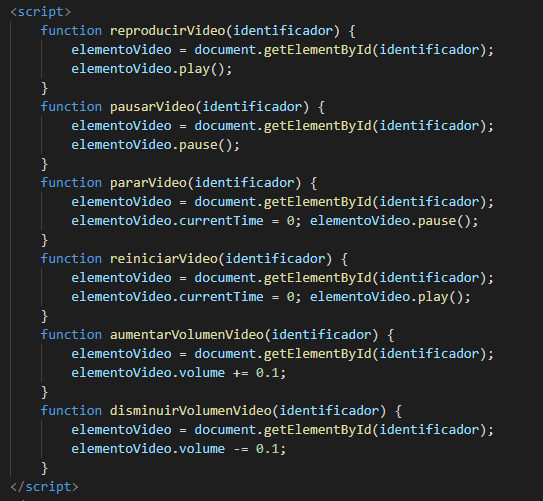 <script>
function reproducirVideo(identificador) {
elementoVideo = document.getElementById(identificador);
elementoVideo.play();
}
function pausarVideo(identificador) {
elementoVideo = document.getElementById(identificador);
elementoVideo.pause();
}
function pararVideo(identificador) {
elementoVideo = document.getElementById(identificador);
elementoVideo.currentTime = 0; elementoVideo.pause();
}
function reiniciarVideo(identificador) {
elementoVideo = document.getElementById(identificador);
elementoVideo.currentTime = 0; elementoVideo.play();
}
function aumentarVolumenVideo(identificador) {
elementoVideo = document.getElementById(identificador);
elementoVideo.volume += 0.1;
}
function disminuirVolumenVideo(identificador) {
elementoVideo = document.getElementById(identificador);
elementoVideo.volume -= 0.1;
}
</script>